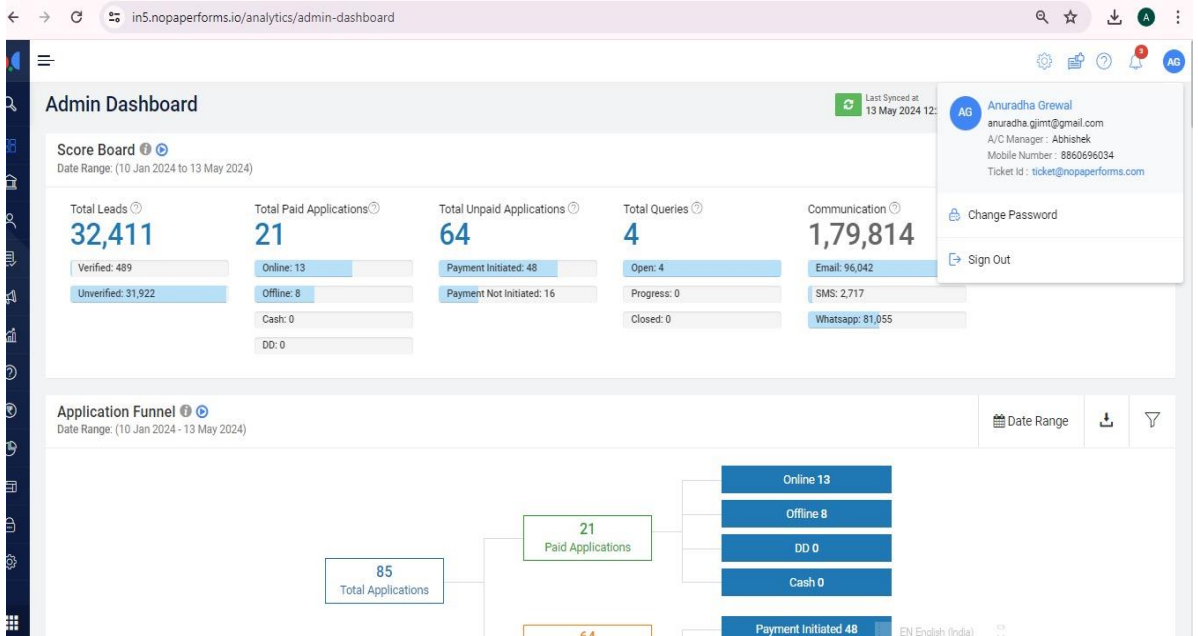 in5.nopaperforms.io/analytics/admin-dashboard
A
3
AG
Admin Dashboard
Last Synced at
13 May 2024 12:
AG
Anuradha Grewal
anuradha.gjimt@gmail.com
A/C Manager : Abhishek
Mobile Number : 8860696034
Ticket Id : ticket@nopaperforms.com
Change Password
Sign Out
Score Board
Date Range: (10 Jan 2024 to 13 May 2024)
Total Leads
32,411
Verified: 489
Unverified: 31,922
Total Paid Applications
21
Online: 13
Offline: 8
Cash: 0
DD: 0
Total Unpaid Applications
64
Payment Initiated: 48
Payment Not Initiated: 16
Total Queries
4
Open: 4
Progress: 0
Closed: 0
Communication
1,79,814
Email: 96,042
SMS: 2,717
Whatsapp: 81,055
Application Funnel
Date Range: (10 Jan 2024 - 13 May 2024)
Date Range
85
Total Applications
21
Paid Applications
Online 13
Offline 8
DD 0
Cash 0
64
Payment Initiated 48
EN English (India)